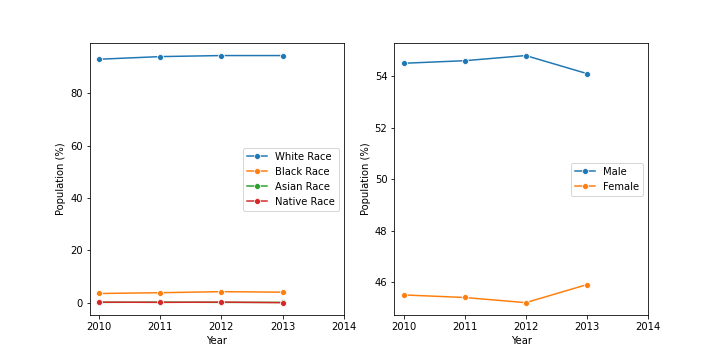 Population (%)
80
60
40
20
0
2010 2011 2012 2013 2014
Year
White Race
Black Race
Asian Race
Native Race
Population (%)
54
52
50
48
46
2010 2011 2012 2013 2014
Year
Male
Female